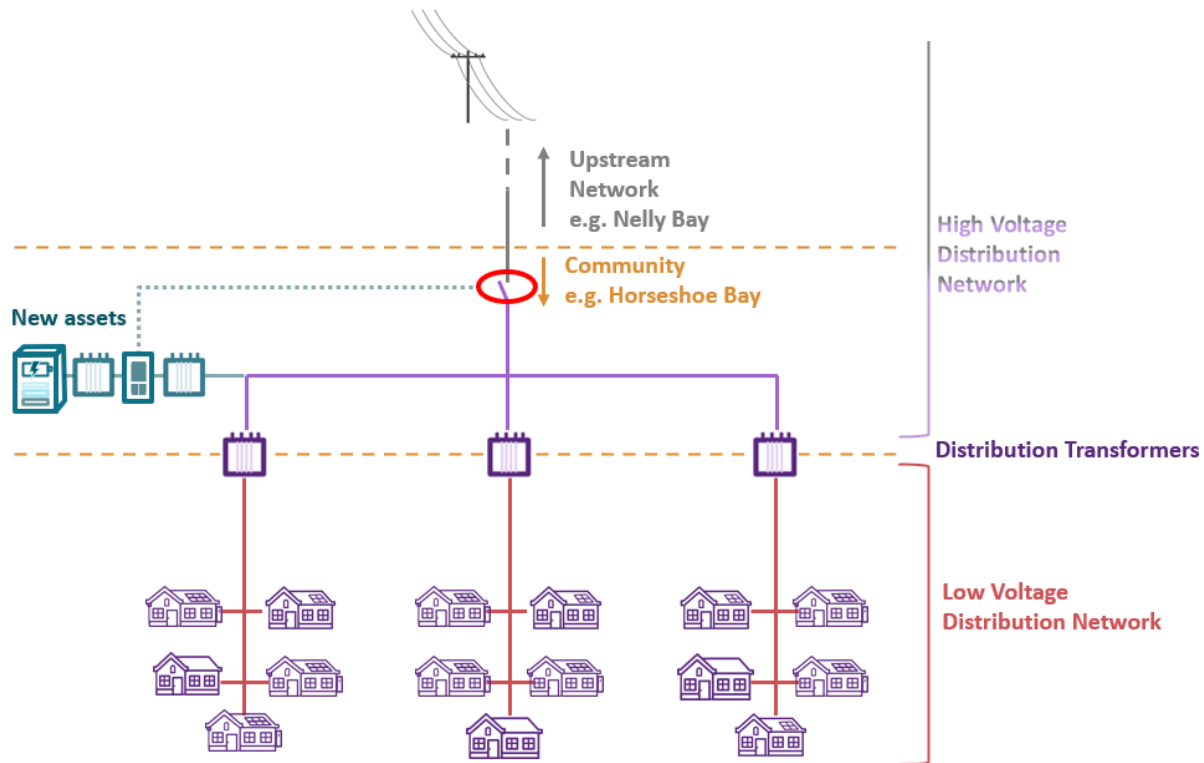 Upstream
Network
e.g. Nelly Bay
Community
e.g. Horseshoe Bay
High Voltage
Distribution
Network
New assets
Distribution Transformers
Low Voltage
Distribution Network